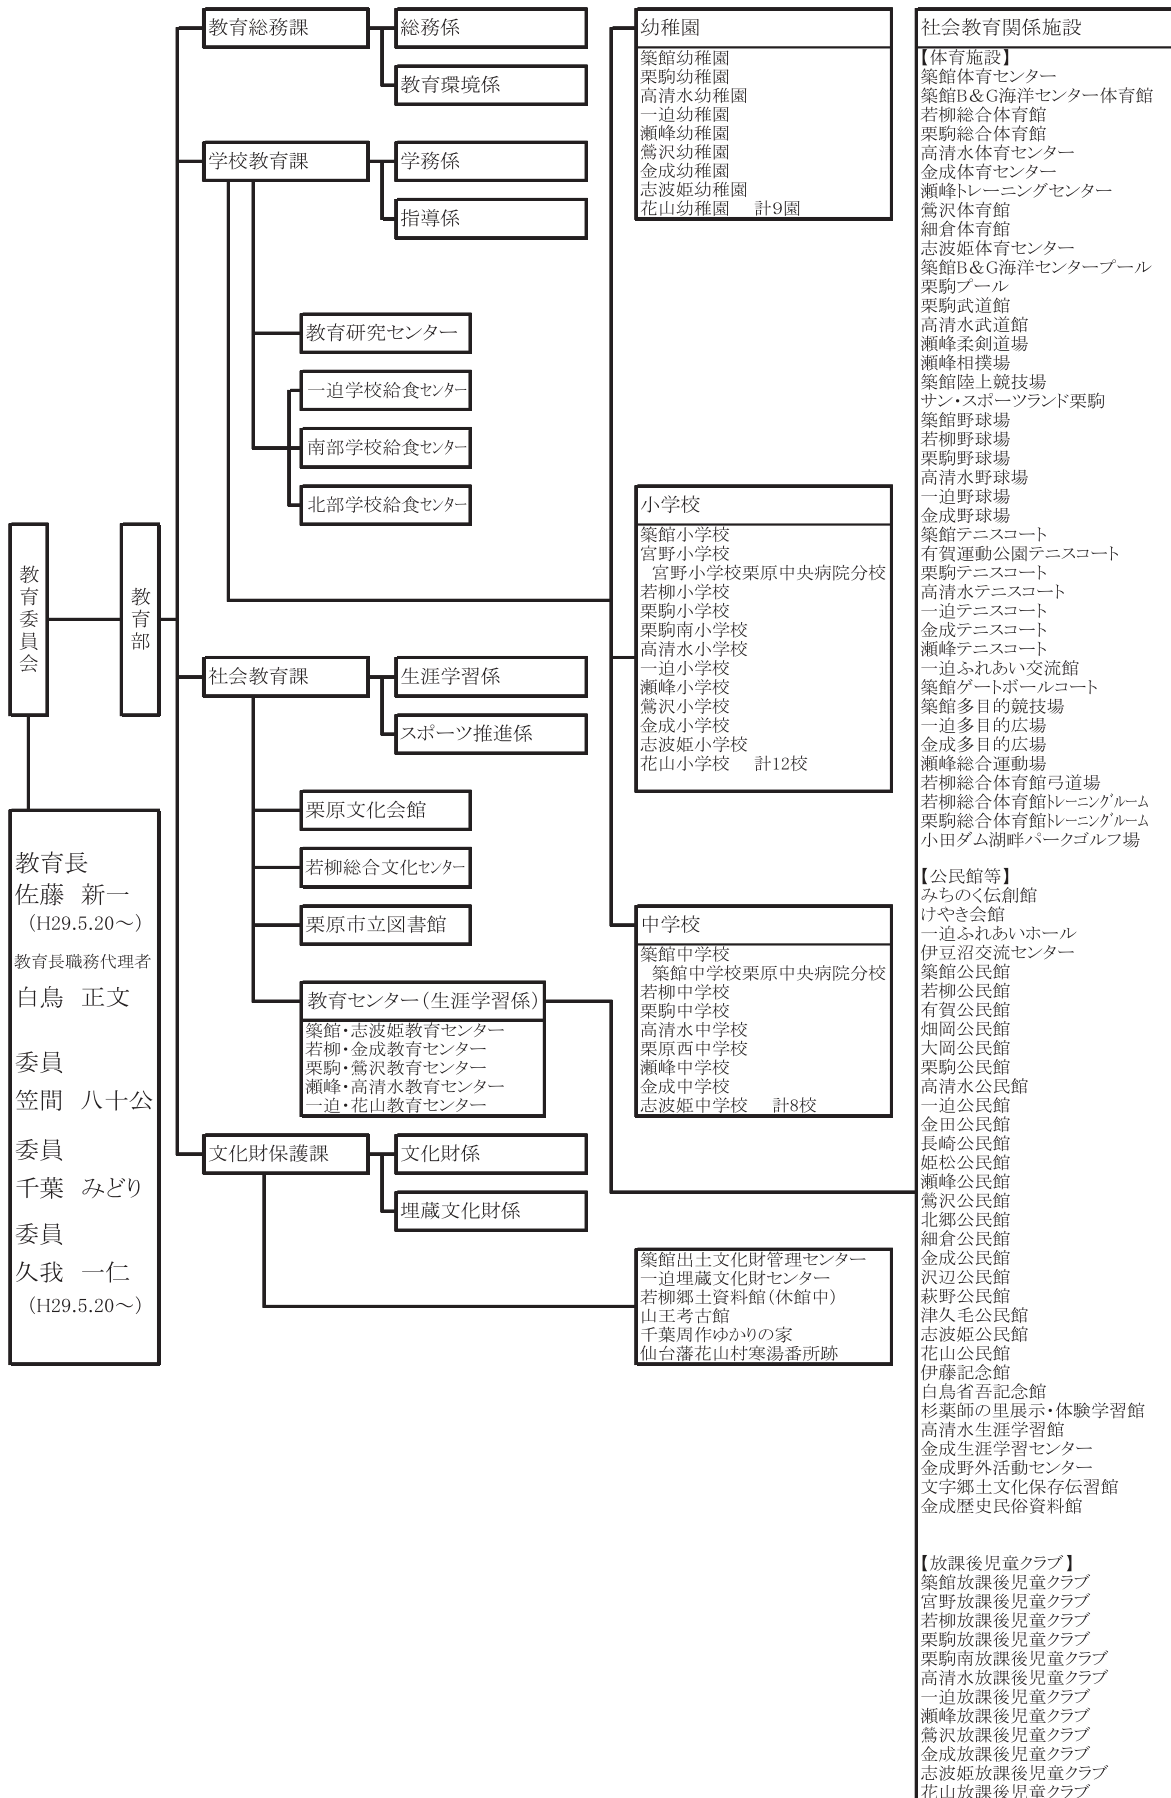 教育委員会
教育部
教育長
佐藤　新一
(H29.5.20～)
教育長職務代理者
白鳥　正文
委員
笠間　八十公
委員
千葉　みどり
委員
久我　一仁
(H29.5.20～)
教育総務課
総務係
教育環境係
学校教育課
学務係
指導係
教育研究センター
一迫学校給食センター
南部学校給食センター
北部学校給食センター
社会教育課
生涯学習係
スポーツ推進係
栗原文化会館
若柳総合文化センター
栗原市立図書館
教育センター(生涯学習係)
築館・志波姫教育センター
若柳・金成教育センター
栗駒・鶯沢教育センター
瀬峰・高清水教育センター
一迫・花山教育センター
文化財保護課
文化財係
埋蔵文化財係
幼稚園
築館幼稚園
栗駒幼稚園
高清水幼稚園
一迫幼稚園
瀬峰幼稚園
鶯沢幼稚園
金成幼稚園
志波姫幼稚園
花山幼稚園　計9園
小学校
築館小学校
宮野小学校
宮野小学校栗原中央病院分校
若柳小学校
栗駒小学校
栗駒南小学校
高清水小学校
一迫小学校
瀬峰小学校
鶯沢小学校
金成小学校
志波姫小学校
花山小学校　計12校
中学校
築館中学校
築館中学校栗原中央病院分校
若柳中学校
栗駒中学校
高清水中学校
栗原西中学校
瀬峰中学校
金成中学校
志波姫中学校　計8校
築館出土文化財管理センター
一迫埋蔵文化財センター
若柳郷土資料館(休館中)
山王考古館
千葉周作ゆかりの家
仙台藩花山村寒湯番所跡
社会教育関係施設
【体育施設】
築館体育センター
築館B＆G海洋センター体育館
若柳総合体育館
栗駒総合体育館
高清水体育センター
金成体育センター
瀬峰トレーニングセンター
鶯沢体育館
細倉体育館
志波姫体育センター
築館B＆G海洋センタープール
栗駒プール
栗駒武道館
高清水武道館
瀬峰柔剣道場
瀬峰相撲場
築館陸上競技場
サン・スポーツランド栗駒
築館野球場
若柳野球場
栗駒野球場
高清水野球場
一迫野球場
金成野球場
築館テニスコート
有賀運動公園テニスコート
栗駒テニスコート
高清水テニスコート
一迫テニスコート
金成テニスコート
瀬峰テニスコート
一迫ふれあい交流館
築館ゲートボールコート
築館多目的競技場
一迫多目的広場
金成多目的広場
瀬峰総合運動場
若柳総合体育館弓道場
若柳総合体育館トレーニングルーム
栗駒総合体育館トレーニングルーム
小田ダム湖畔パークゴルフ場
【公民館等】
みちのく伝創館
けやき会館
一迫ふれあいホール
伊豆沼交流センター
築館公民館
若柳公民館
有賀公民館
畑岡公民館
大岡公民館
栗駒公民館
高清水公民館
一迫公民館
金田公民館
長崎公民館
姫松公民館
瀬峰公民館
鶯沢公民館
北郷公民館
細倉公民館
金成公民館
沢辺公民館
萩野公民館
津久毛公民館
志波姫公民館
花山公民館
伊藤記念館
白鳥省吾記念館
杉薬師の里展示・体験学習館
高清水生涯学習館
金成生涯学習センター
金成野外活動センター
文字郷土文化保存伝習館
金成歴史民俗資料館
【放課後児童クラブ】
築館放課後児童クラブ
宮野放課後児童クラブ
若柳放課後児童クラブ
栗駒放課後児童クラブ
栗駒南放課後児童クラブ
高清水放課後児童クラブ
一迫放課後児童クラブ
瀬峰放課後児童クラブ
鶯沢放課後児童クラブ
金成放課後児童クラブ
志波姫放課後児童クラブ
花山放課後児童クラブ